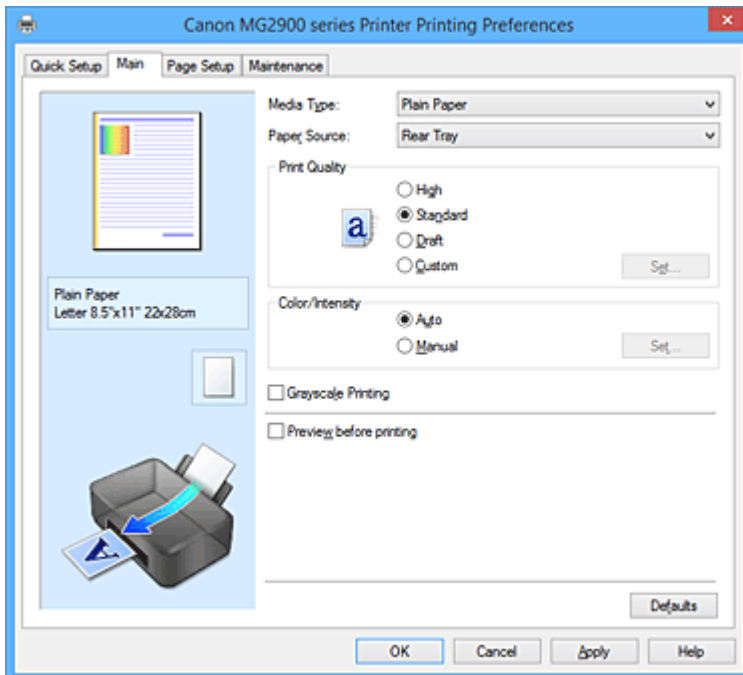 Canon MG2900 series Printer Printing Preferences
Quick Setup Main Page Setup Maintenance
Media Type: Plain Paper
Paper Source: Rear Tray
Print Quality
High
Standard
Draft
Custom Set...
a
Plain Paper
Letter 8.5"x11" 22x28cm
Color/Intensity
Auto
Manual Set...
Grayscale Printing
Preview before printing
A
Defaults
OK Cancel Apply Help